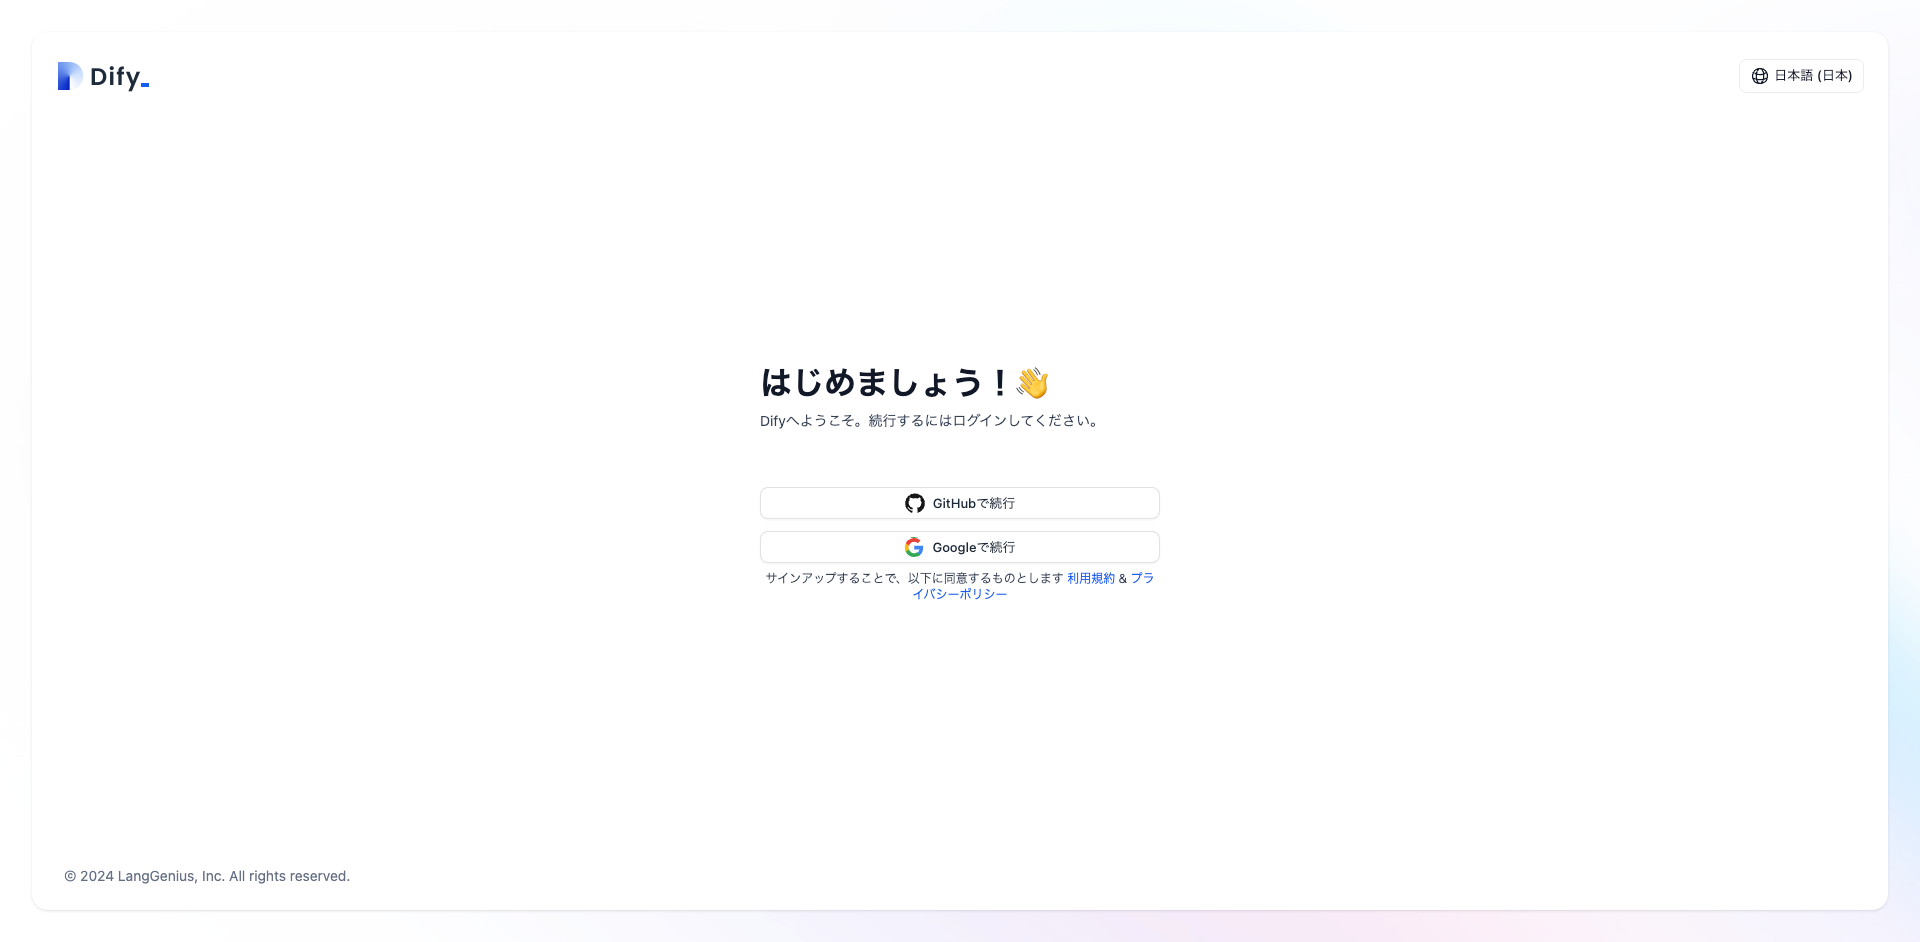 Dify_
日本語 (日本)
はじめましょう！👋
Difyへようこそ。続行するにはログインしてください。
GitHubで続行
Googleで続行
サインアップすることで、以下に同意するものとします 利用規約 & プラ
イバシーポリシー
© 2024 LangGenius, Inc. All rights reserved.